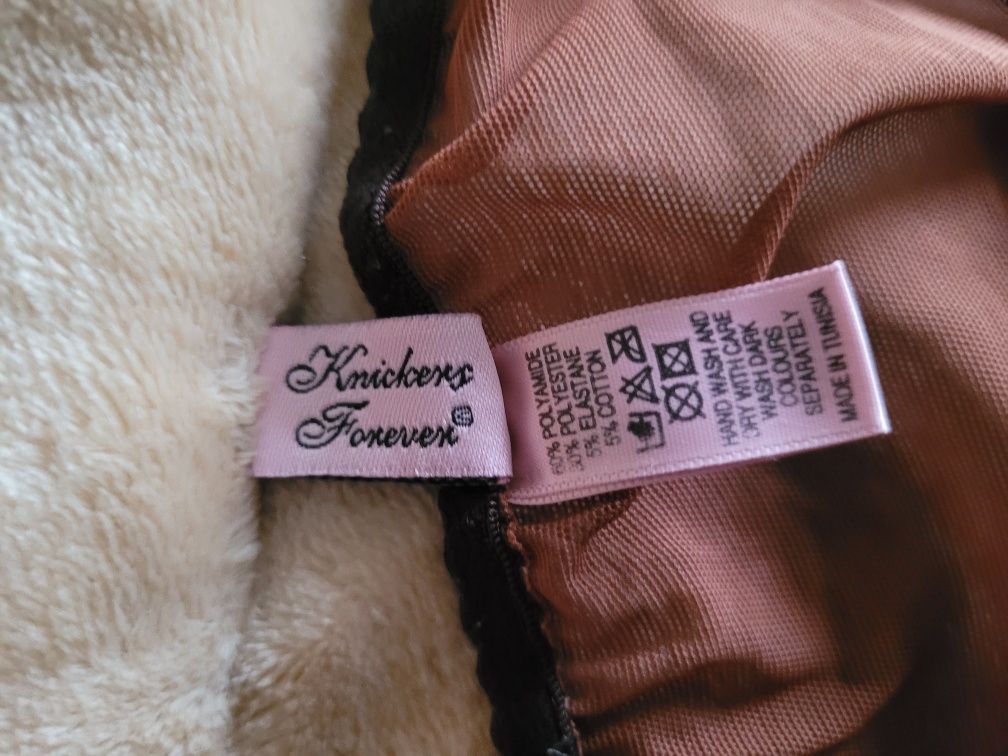 Knickers
Forever®
60% POLYAMIDE
30% POLYESTER
5% ELASTANE
5% COTTON
HAND WASH AND
DRY WITH CARE
WASH DARK
COLOURS
SEPARATELY
MADE IN TUNISIA